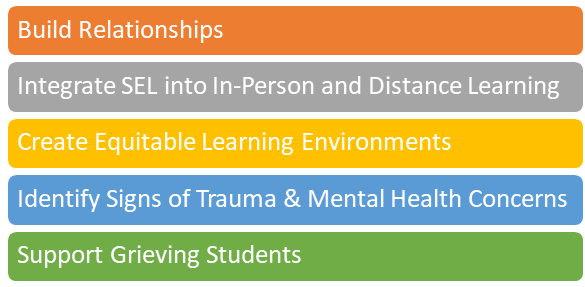 Build Relationships
Integrate SEL into In-Person and Distance Learning
Create Equitable Learning Environments
Identify Signs of Trauma & Mental Health Concerns
Support Grieving Students